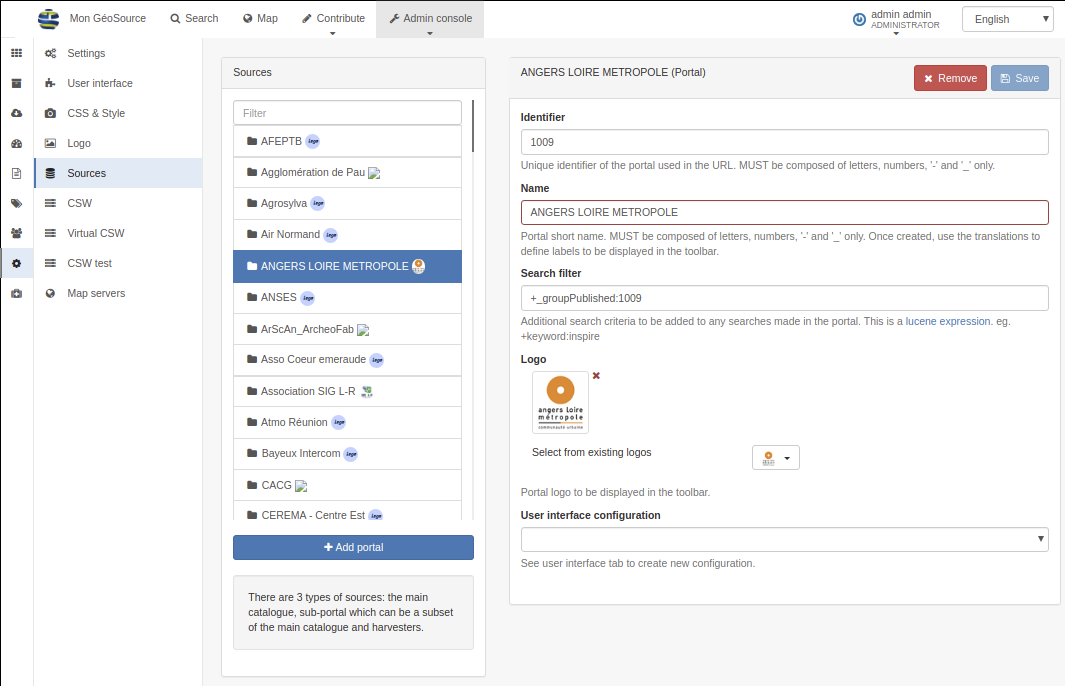 Mon GéoSource
Search
Map
Contribute
Admin console
admin admin
ADMINISTRATOR
English
Settings
User interface
CSS & Style
Logo
Sources
CSW
Virtual CSW
CSW test
Map servers
Sources
Filter
AFEPTB
Agglomération de Pau
Agrosylva
Air Normand
ANGERS LOIRE METROPOLE
ANSES
ArScAn_ArcheoFab
Asso Coeur emeraude
Association SIG L-R
Atmo Réunion
Bayeux Intercom
CACG
CEREMA - Centre Est
Add portal
There are 3 types of sources: the main
catalogue, sub-portal which can be a subset
of the main catalogue and harvesters.
ANGERS LOIRE METROPOLE (Portal)
Remove
Save
Identifier
1009
Unique identifier of the portal used in the URL. MUST be composed of letters, numbers, '-' and '_' only.
Name
ANGERS LOIRE METROPOLE
Portal short name. MUST be composed of letters, numbers, '-' and '_' only. Once created, use the translations to
define labels to be displayed in the toolbar.
Search filter
+_groupPublished:1009
Additional search criteria to be added to any searches made in the portal. This is a lucene expression. eg.
+keyword:inspire
Logo
angers Loire
métropole
communauté urbaine
Select from existing logos
Portal logo to be displayed in the toolbar.
User interface configuration
See user interface tab to create new configuration.